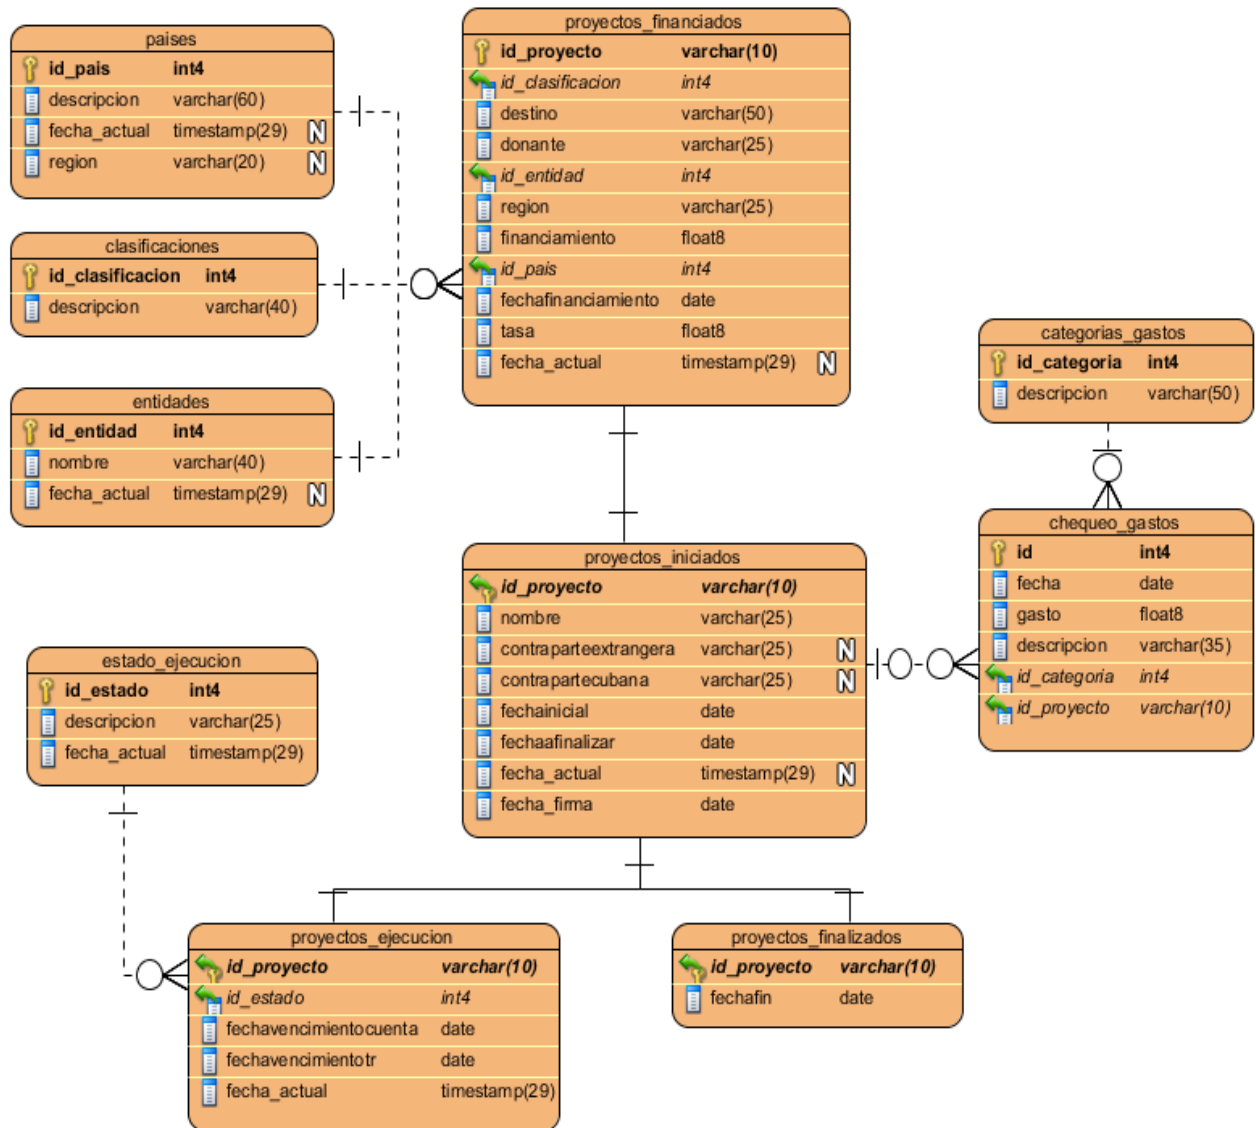 paises
id_pais int4
descripcion varchar(60)
fecha_actual timestamp(29) N
region varchar(20) N
clasificaciones
id_clasificacion int4
descripcion varchar(40)
entidades
id_entidad int4
nombre varchar(40)
fecha_actual timestamp(29) N
proyectos_financiados
id_proyecto varchar(10)
id_clasificacion int4
destino varchar(50)
donante varchar(25)
id_entidad int4
region varchar(25)
financiamiento float8
id_pais int4
fechafinanciamiento date
tasa float8
fecha_actual timestamp(29) N
categorias_gastos
id_categoria int4
descripcion varchar(50)
chequeo_gastos
id int4
fecha date
gasto float8
descripcion varchar(35)
id_categoria int4
id_proyecto varchar(10)
proyectos_iniciados
id_proyecto varchar(10)
nombre varchar(25)
contraparteextrangera varchar(25) N
contrapartecubana varchar(25) N
fechainicial date
fechaafinalizar date
fecha_actual timestamp(29) N
fecha_firma date
estado_ejecucion
id_estado int4
descripcion varchar(25)
fecha_actual timestamp(29)
proyectos_ejecucion
id_proyecto varchar(10)
id_estado int4
fechavencimientocuenta date
fechavencimientotr date
fecha_actual timestamp(29)
proyectos_finalizados
id_proyecto varchar(10)
fechafin date